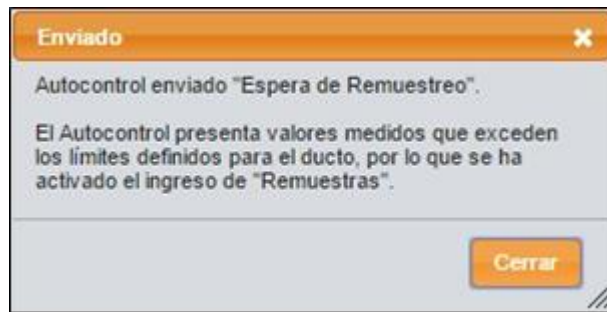 Enviado
Autocontrol enviado "Espera de Remuestreo".
El Autocontrol presenta valores medidos que exceden
los límites definidos para el ducto, por lo que se ha
activado el ingreso de "Remuestras".
Cerrar